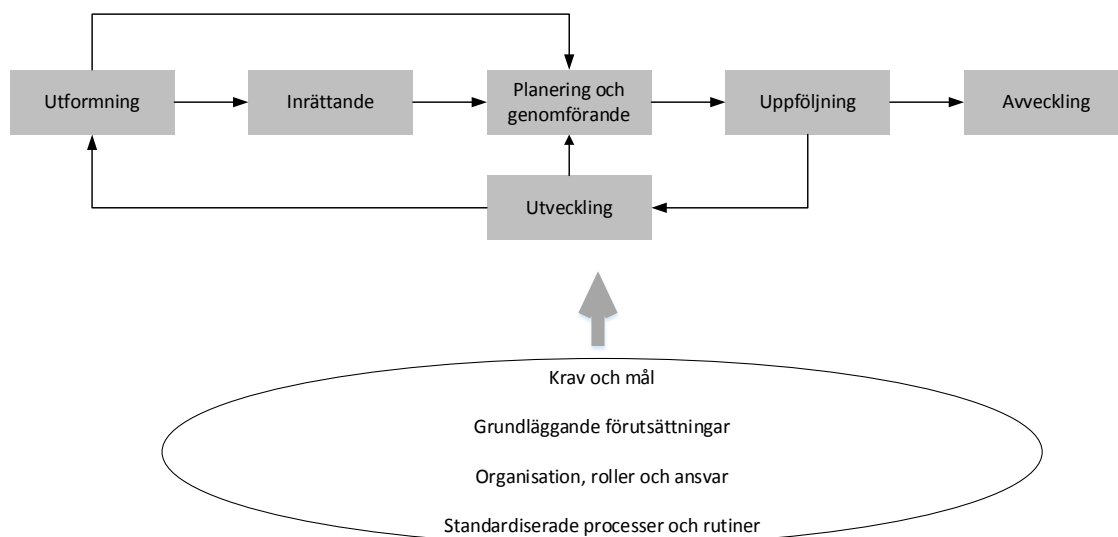 Utformning
Inrättande
Planering och
genomförande
Uppföljning
Avveckling
Utveckling
Krav och mål
Grundläggande förutsättningar
Organisation, roller och ansvar
Standardiserade processer och rutiner